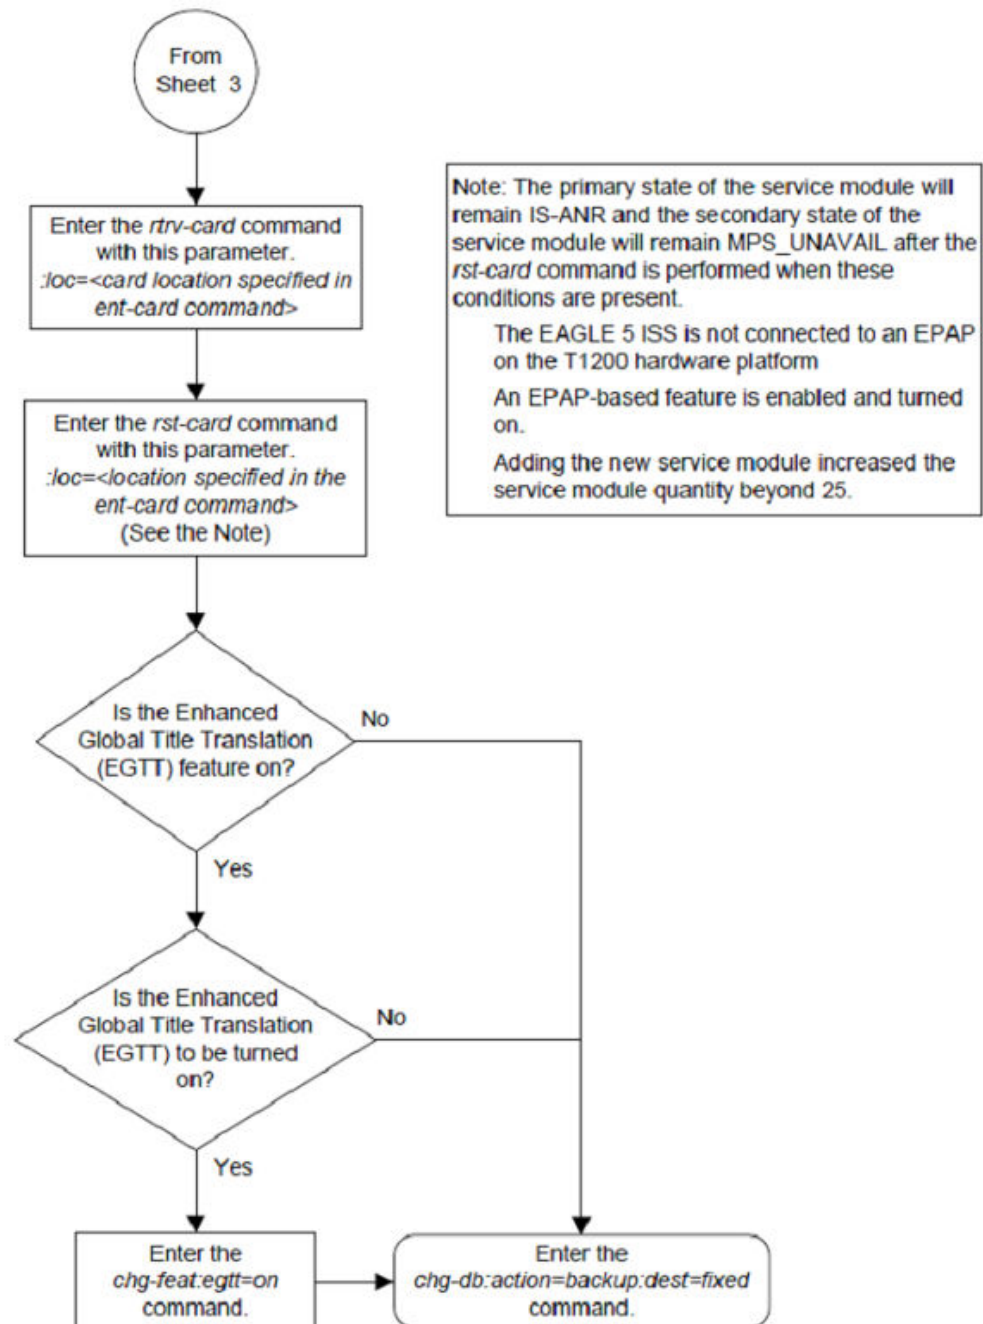 From
Sheet 3
Enter the rtrv-card command
with this parameter.
:loc=<card location specified in
ent-card command>
Note: The primary state of the service module will
remain IS-ANR and the secondary state of the
service module will remain MPS_UNAVAIL after the
rst-card command is performed when these
conditions are present.
The EAGLE 5 ISS is not connected to an EPAP
on the T1200 hardware platform
An EPAP-based feature is enabled and turned
on.
Adding the new service module increased the
service module quantity beyond 25.
Enter the rst-card command
with this parameter.
:loc=<location specified in the
ent-card command>
(See the Note)
Is the Enhanced
Global Title Translation
(EGTT) feature on?
No
Yes
Is the Enhanced
Global Title Translation
(EGTT) to be turned
on?
No
Yes
Enter the
chg-feat:egtt=on
command.
Enter the
chg-db:action=backup:dest=fixed
command.